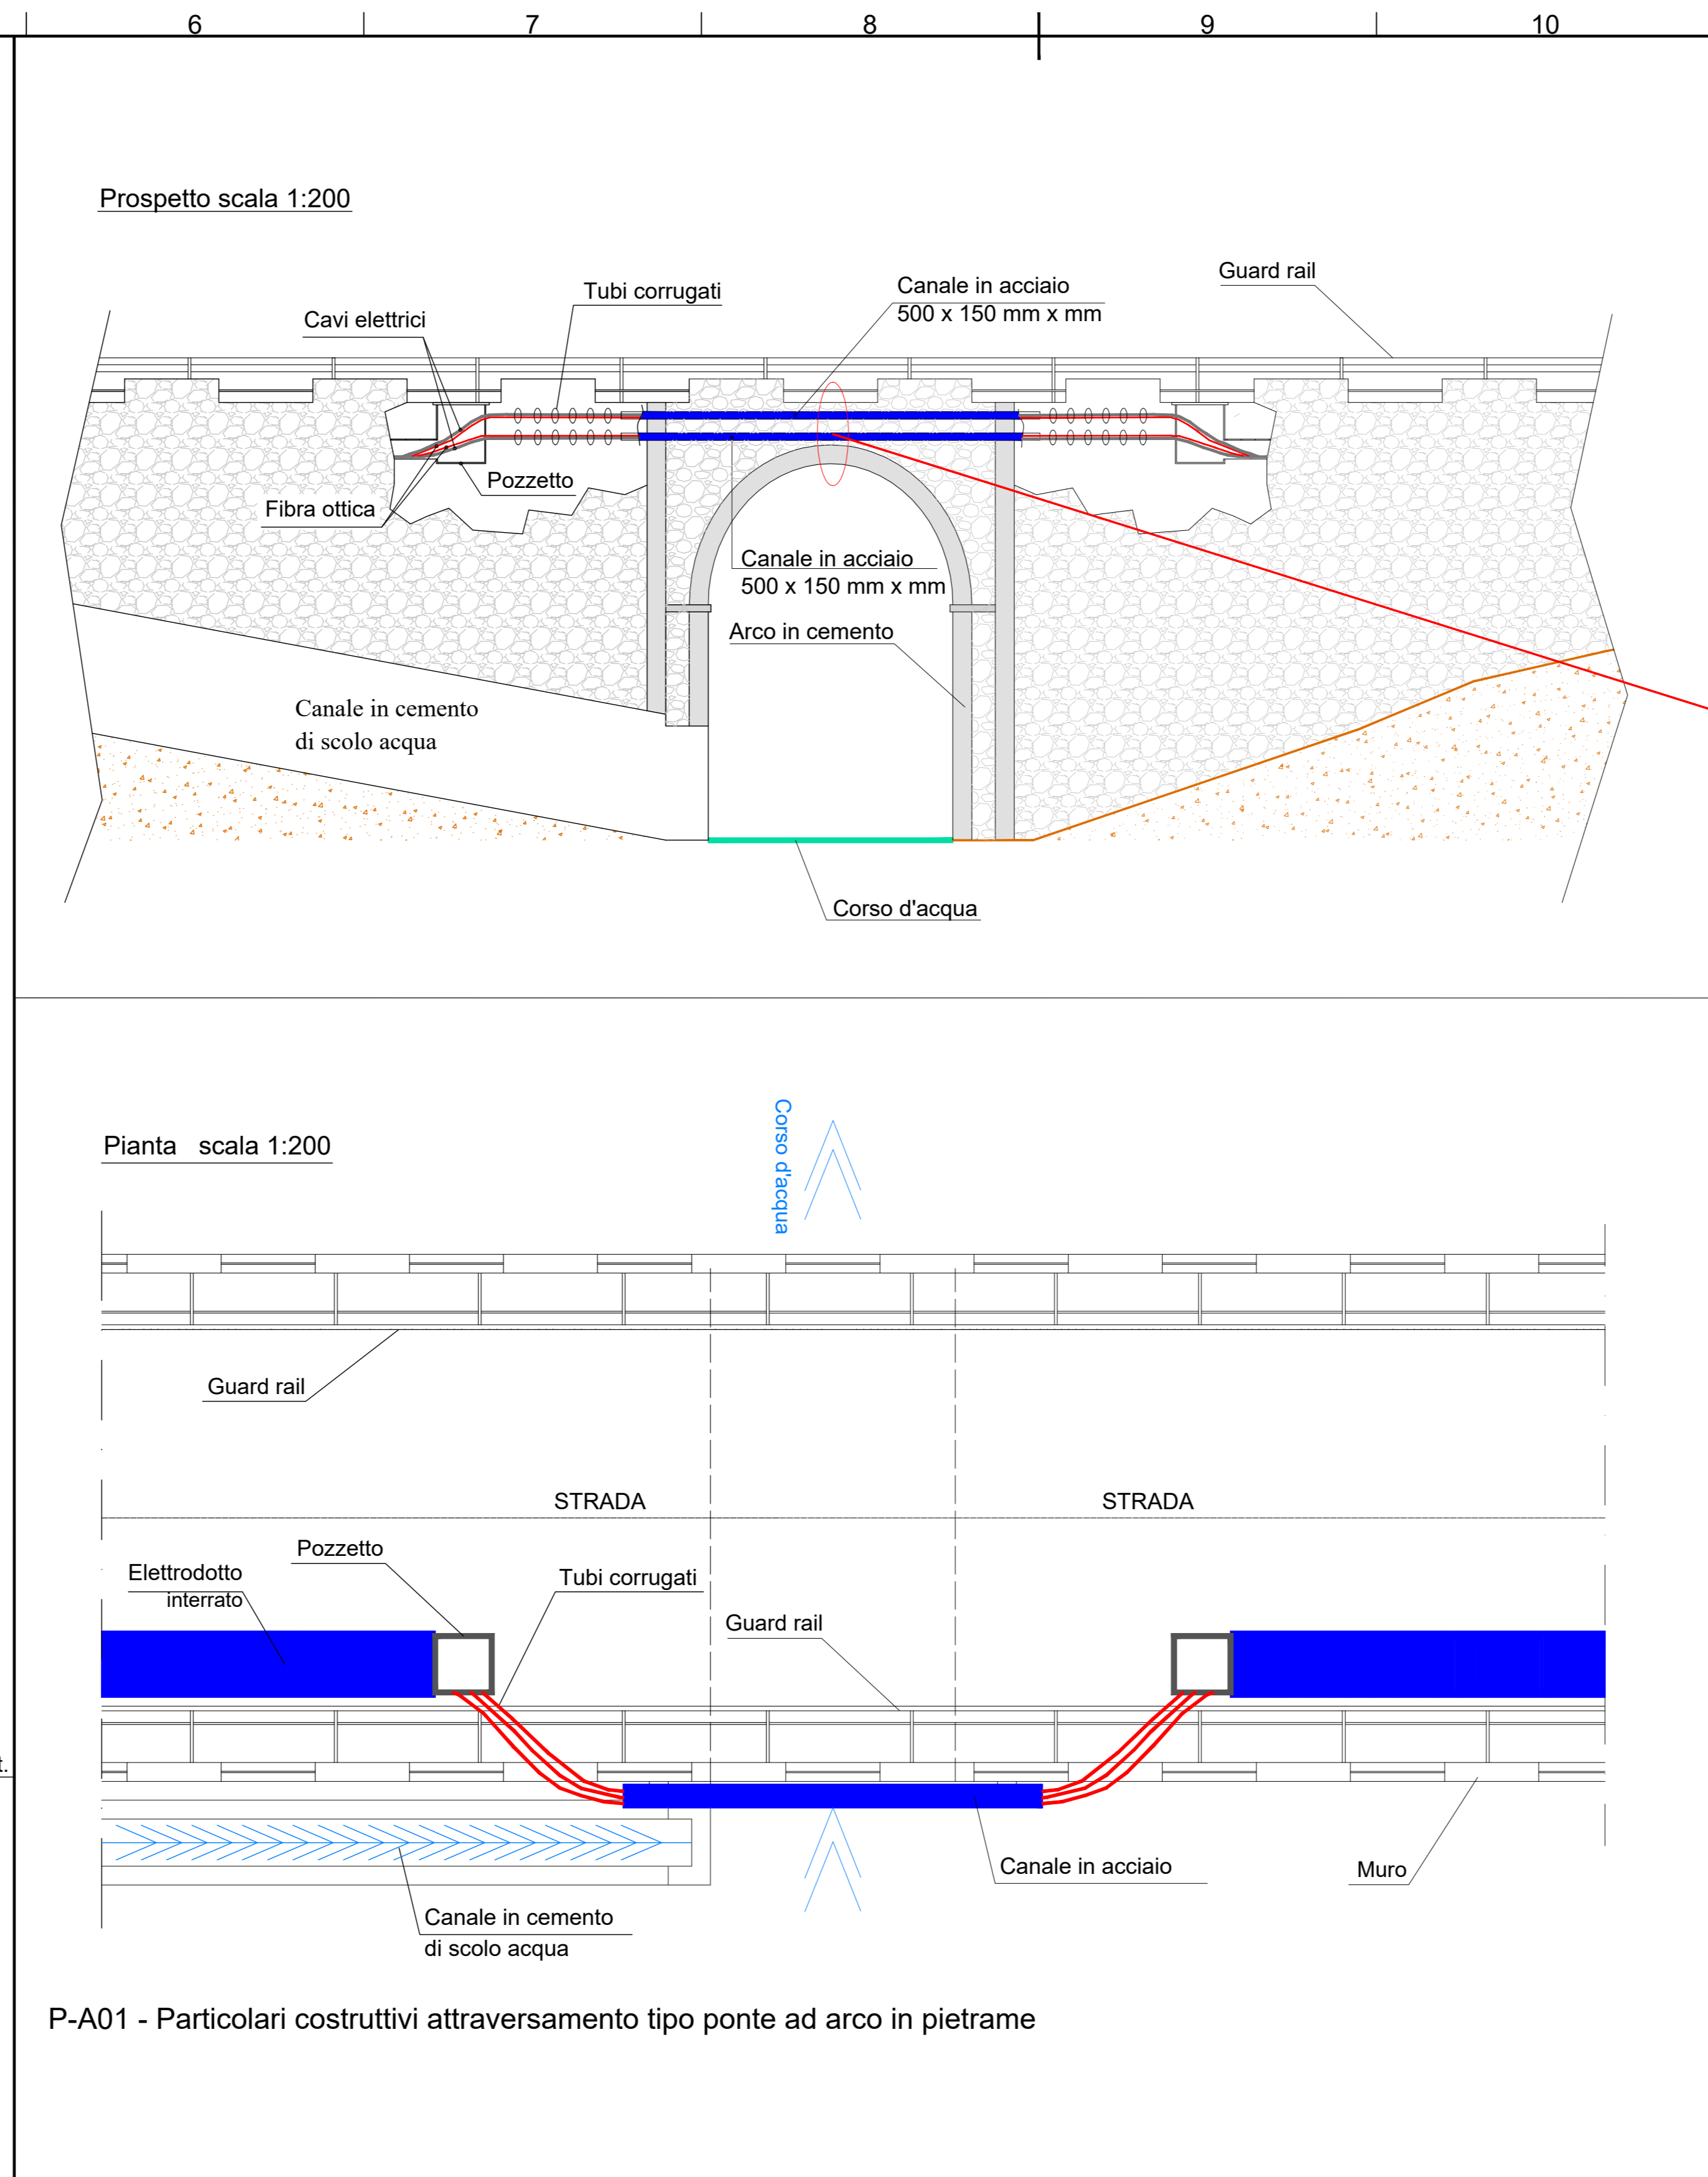 6
7
8
9
10
Prospetto scala 1:200
Guard rail
Canale in acciaio
500 x 150 mm x mm
Tubi corrugati
Cavi elettrici
Pozzetto
Fibra ottica
Canale in acciaio
500 x 150 mm x mm
Arco in cemento
Canale in cemento
di scolo acqua
Corso d'acqua
Pianta scala 1:200
Corso d'acqua
Guard rail
STRADA
STRADA
Pozzetto
Elettrodotto
interrato
Tubi corrugati
Guard rail
t.
Canale in acciaio
Muro
Canale in cemento
di scolo acqua
P-A01 - Particolari costruttivi attraversamento tipo ponte ad arco in pietrame